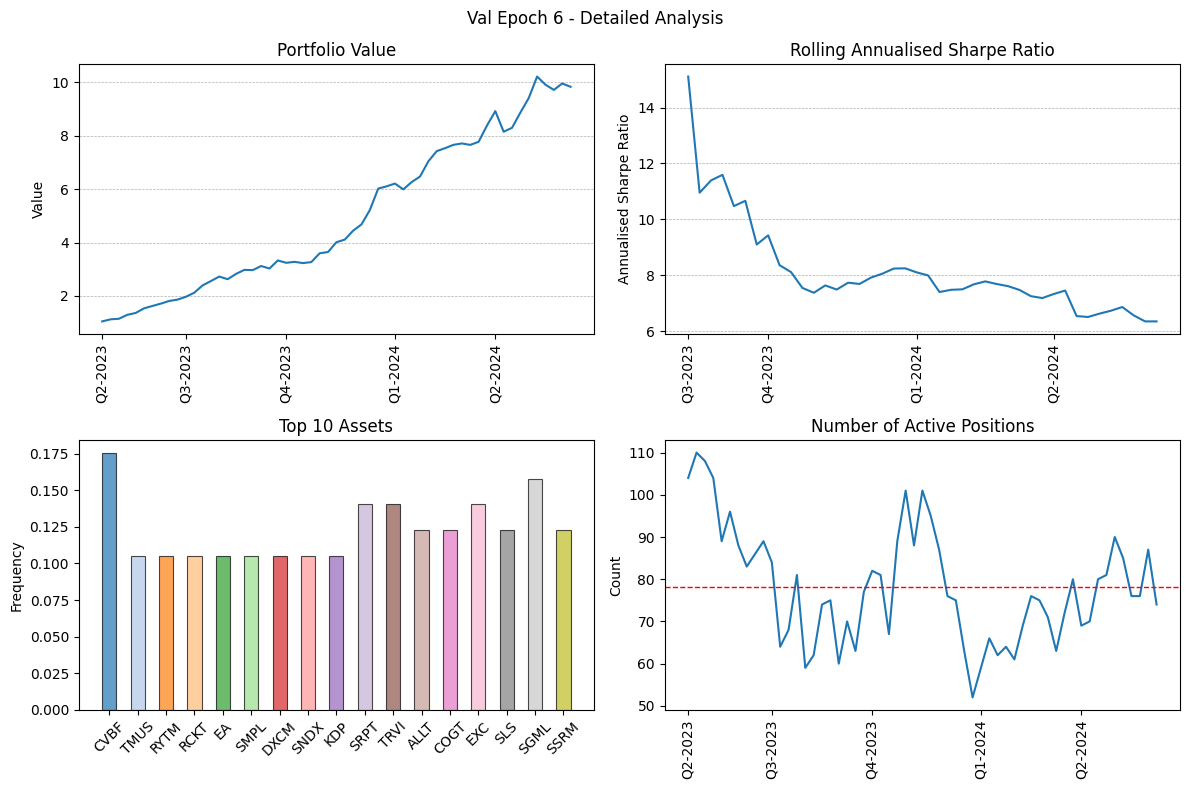 Val Epoch 6 - Detailed Analysis
Portfolio Value
Value
10
8
6
4
2
Q2-2023
Q3-2023
Q4-2023
Q1-2024
Q2-2024
Rolling Annualised Sharpe Ratio
Annualised Sharpe Ratio
14
12
10
8
6
Q3-2023
Q4-2023
Q1-2024
Q2-2024
Top 10 Assets
Frequency
0.175
0.150
0.125
0.100
0.075
0.050
0.025
0.000
CVBF
TMUS
RYTM
RCKT
EA
SMPL
DXCM
SNDX
KDP
SRPT
TRVI
ALLT
COGT
EXC
SLS
SGML
SSRM
Number of Active Positions
Count
110
100
90
80
70
60
50
Q2-2023
Q3-2023
Q4-2023
Q1-2024
Q2-2024